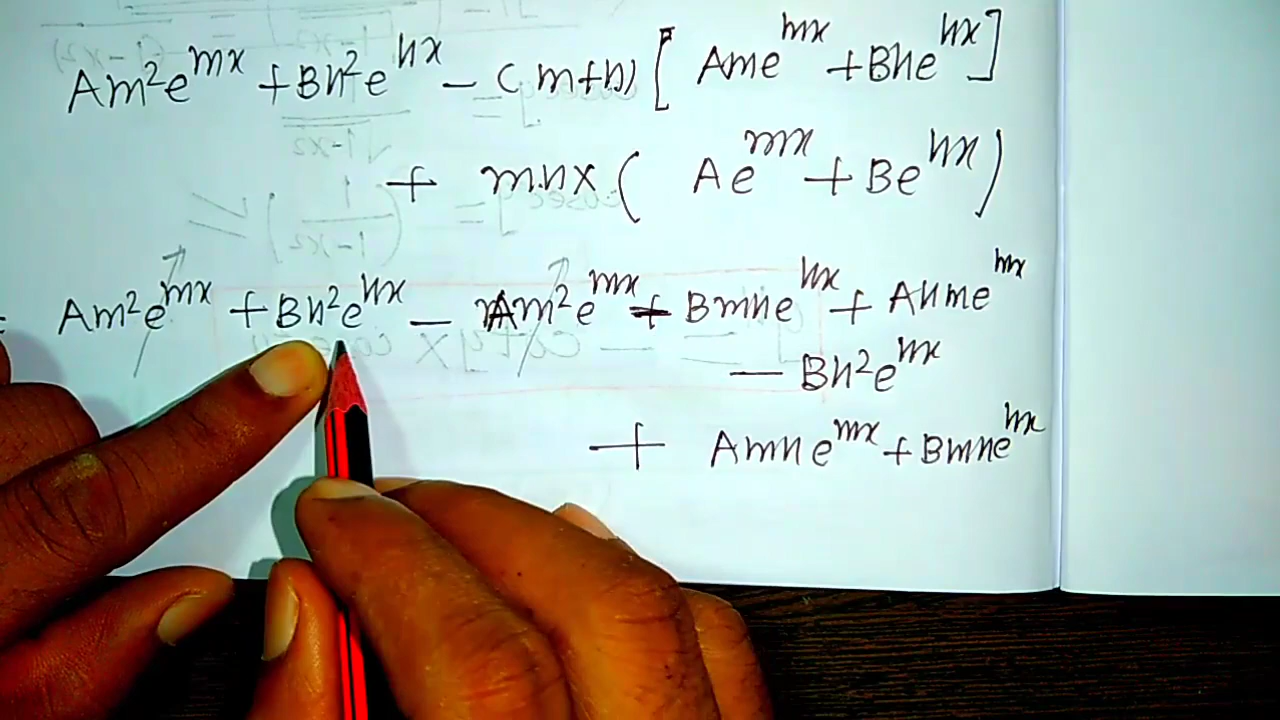 Am²e^mx + Bn²e^nx - (m+n) [ Ame^mx + Bne^nx ]
+ m.n x ( Ae^mx + Be^nx )
= Am²e^mx + Bn²e^nx - Am²e^mx + Bmne^nx + Anme^mx
- Bn²e^nx
+ Amne^mx + Bmne^nx